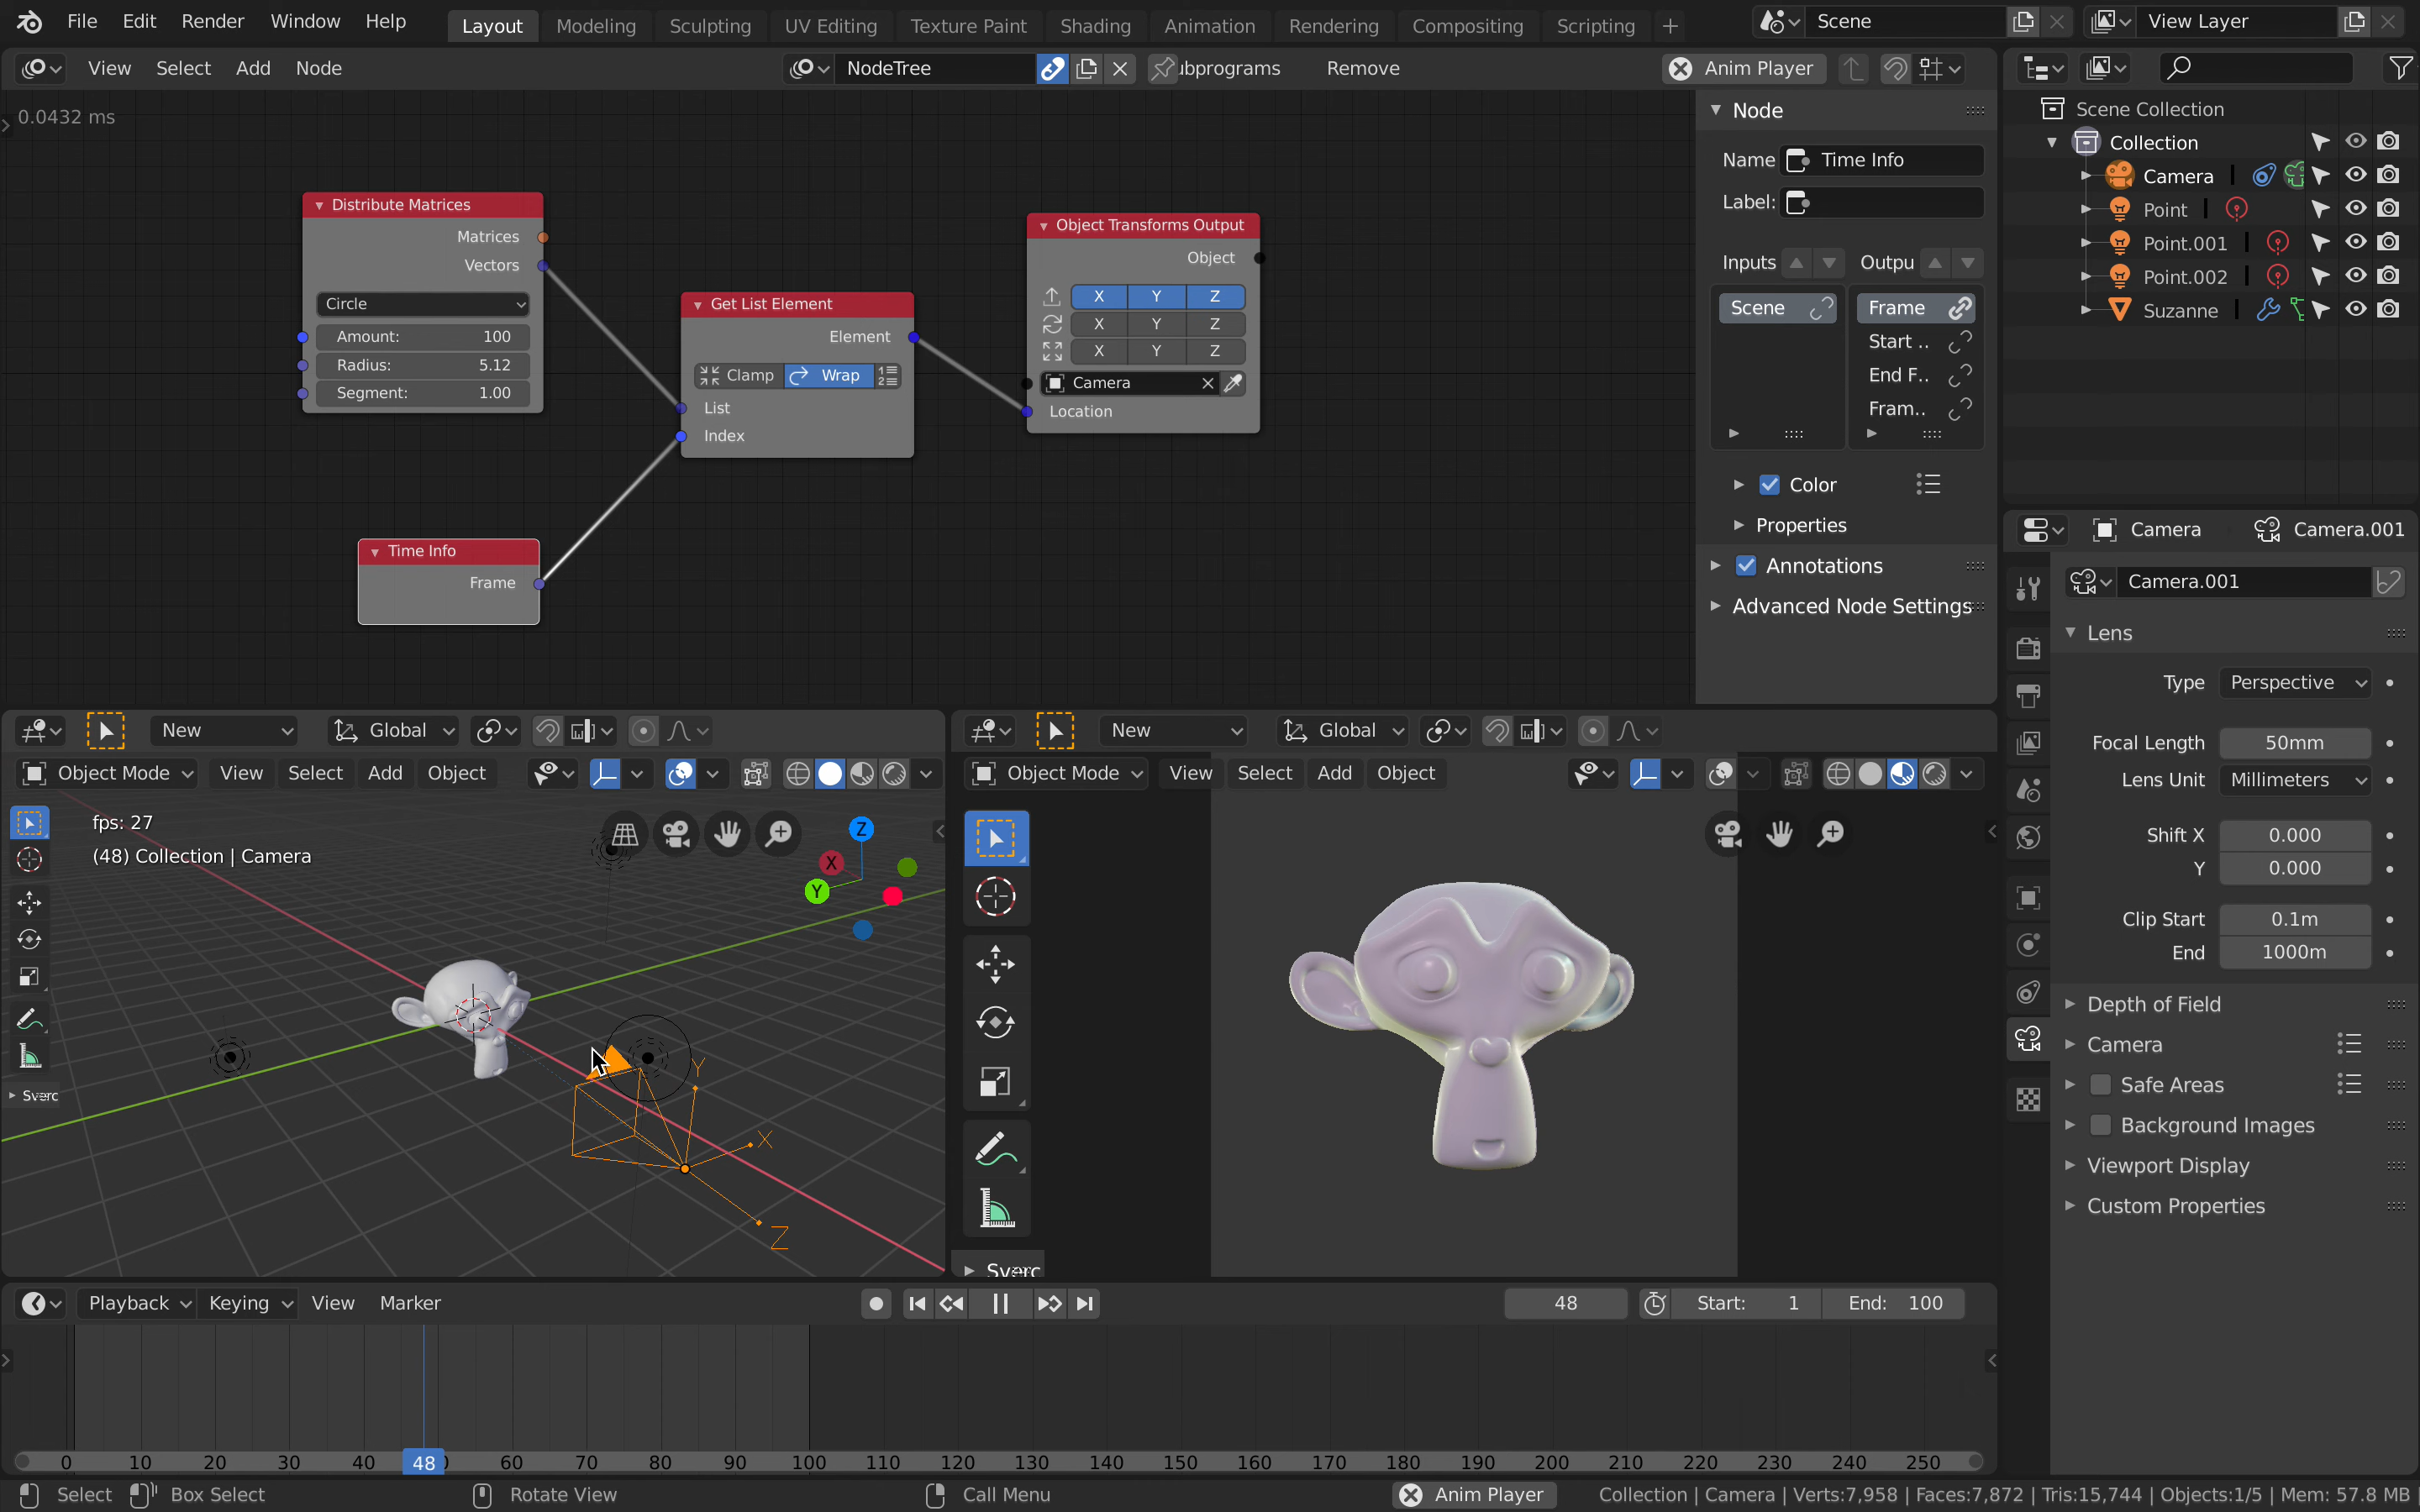 File Edit Render Window Help Layout Modeling Sculpting UV Editing Texture Paint Shading Animation Rendering Compositing Scripting + Scene View Layer
View Select Add Node NodeTree ubprograms Remove Anim Player
0.0432 ms
Distribute Matrices
Matrices
Vectors
Circle
Amount: 100
Radius: 5.12
Segment: 1.00
Get List Element
Element
Clamp Wrap
List
Index
Object Transforms Output
Object
X Y Z
X Y Z
X Y Z
Camera
Location
Time Info
Frame
Node
Name Time Info
Label:
Inputs Outpu
Scene Frame
Start ..
End F..
Fram..
Color
Properties
Annotations
Advanced Node Settings
Scene Collection
Collection
Camera
Point
Point.001
Point.002
Suzanne
Camera Camera.001
Camera.001
Lens
Type Perspective
Focal Length 50mm
Lens Unit Millimeters
Shift X 0.000
Y 0.000
Clip Start 0.1m
End 1000m
Depth of Field
Camera
Safe Areas
Background Images
Viewport Display
Custom Properties
New Global
Object Mode View Select Add Object
fps: 27
(48) Collection | Camera
Z
X
Y
Y
X
Z
New Global
Object Mode View Select Add Object
Playback Keying View Marker 48 Start: 1 End: 100
0 10 20 30 40 48 60 70 80 90 100 110 120 130 140 150 160 170 180 190 200 210 220 230 240 250
Select Box Select Rotate View Call Menu Anim Player Collection | Camera | Verts:7,958 | Faces:7,872 | Tris:15,744 | Objects:1/5 | Mem: 57.8 MB